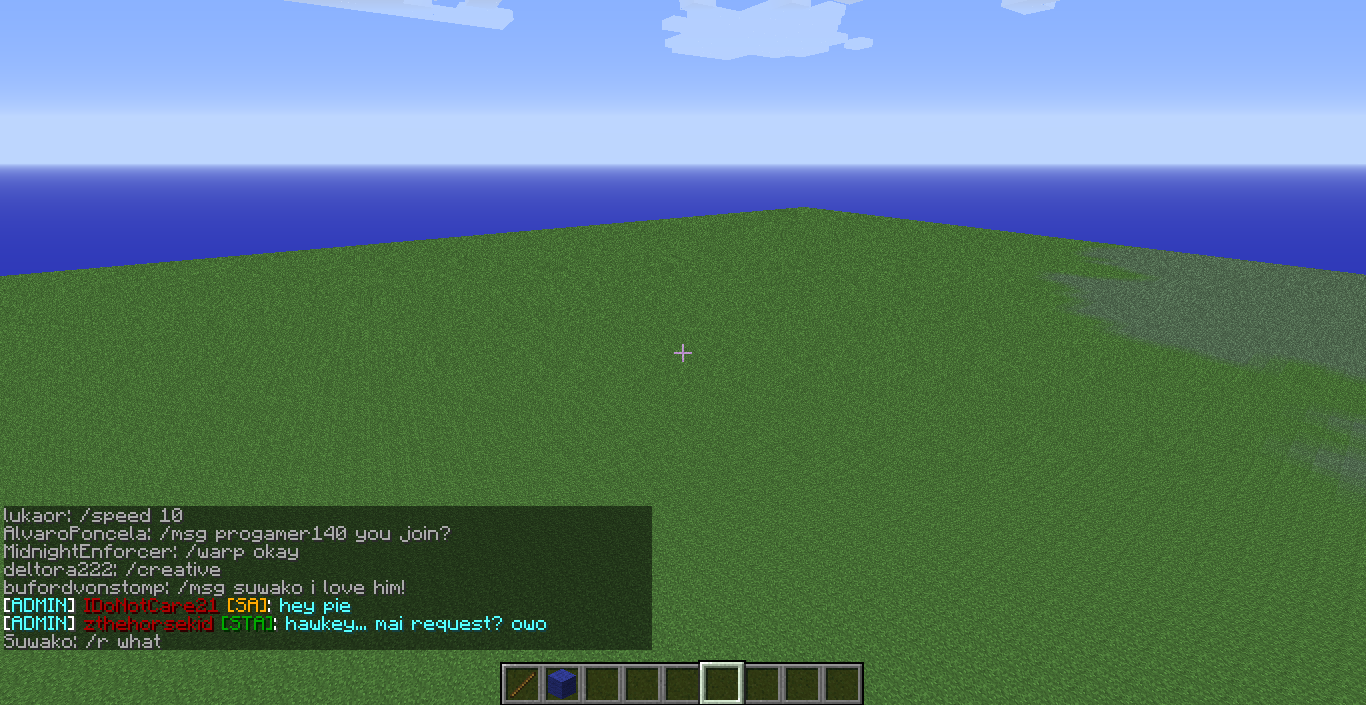 lukaor: /speed 10
AlvaroPoncela: /msg progamer140 you join?
MidnightEnforcer: /warp okay
deltora222: /creative
bufordvonstomp: /msg suwako i love him!
[ADMIN] IDoNotCare21 [SA]: hey pie
[ADMIN] zthehorsekid [STA]: hawkey... mai request? owo
Suwako: /r what